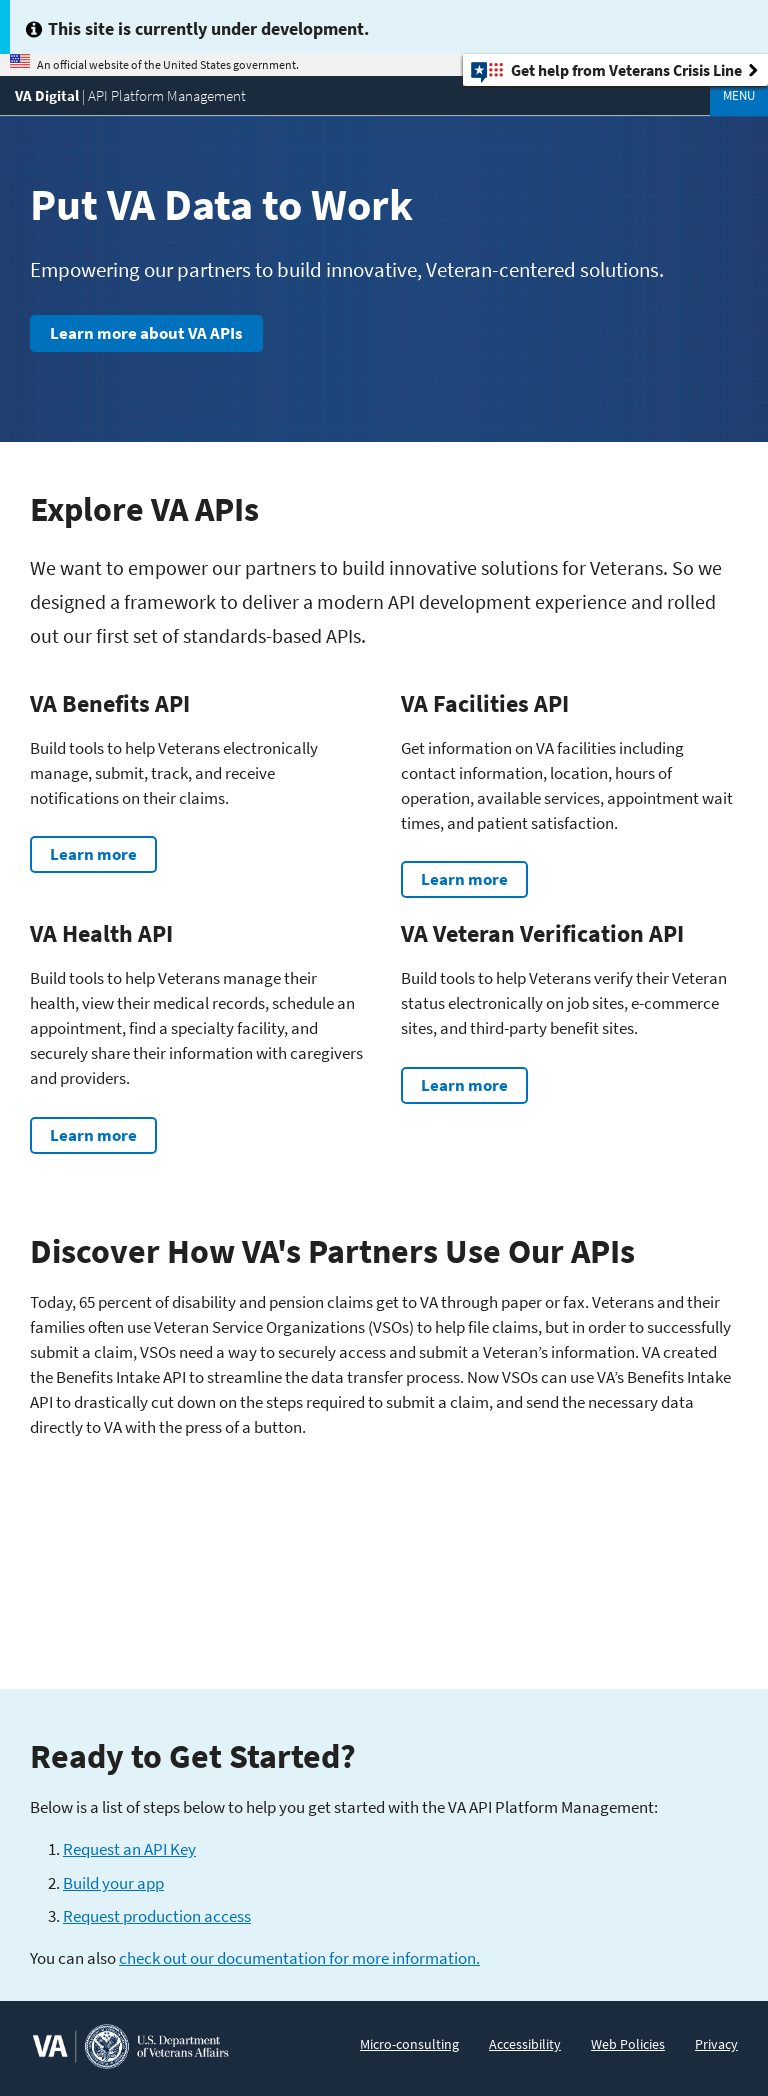 This site is currently under development.
An official website of the United States government.
Get help from Veterans Crisis Line
VA Digital | API Platform Management
MENU
Put VA Data to Work
Empowering our partners to build innovative, Veteran-centered solutions.
Learn more about VA APIs
Explore VA APIs
We want to empower our partners to build innovative solutions for Veterans. So we
designed a framework to deliver a modern API development experience and rolled
out our first set of standards-based APIs.
VA Benefits API
Build tools to help Veterans electronically
manage, submit, track, and receive
notifications on their claims.
Learn more
VA Facilities API
Get information on VA facilities including
contact information, location, hours of
operation, available services, appointment wait
times, and patient satisfaction.
Learn more
VA Health API
Build tools to help Veterans manage their
health, view their medical records, schedule an
appointment, find a specialty facility, and
securely share their information with caregivers
and providers.
Learn more
VA Veteran Verification API
Build tools to help Veterans verify their Veteran
status electronically on job sites, e-commerce
sites, and third-party benefit sites.
Learn more
Discover How VA's Partners Use Our APIs
Today, 65 percent of disability and pension claims get to VA through paper or fax. Veterans and their
families often use Veteran Service Organizations (VSOs) to help file claims, but in order to successfully
submit a claim, VSOs need a way to securely access and submit a Veteran’s information. VA created
the Benefits Intake API to streamline the data transfer process. Now VSOs can use VA’s Benefits Intake
API to drastically cut down on the steps required to submit a claim, and send the necessary data
directly to VA with the press of a button.
Ready to Get Started?
Below is a list of steps below to help you get started with the VA API Platform Management:
1. Request an API Key
2. Build your app
3. Request production access
You can also check out our documentation for more information.
VA
U.S. Department
of Veterans Affairs
Micro-consulting
Accessibility
Web Policies
Privacy